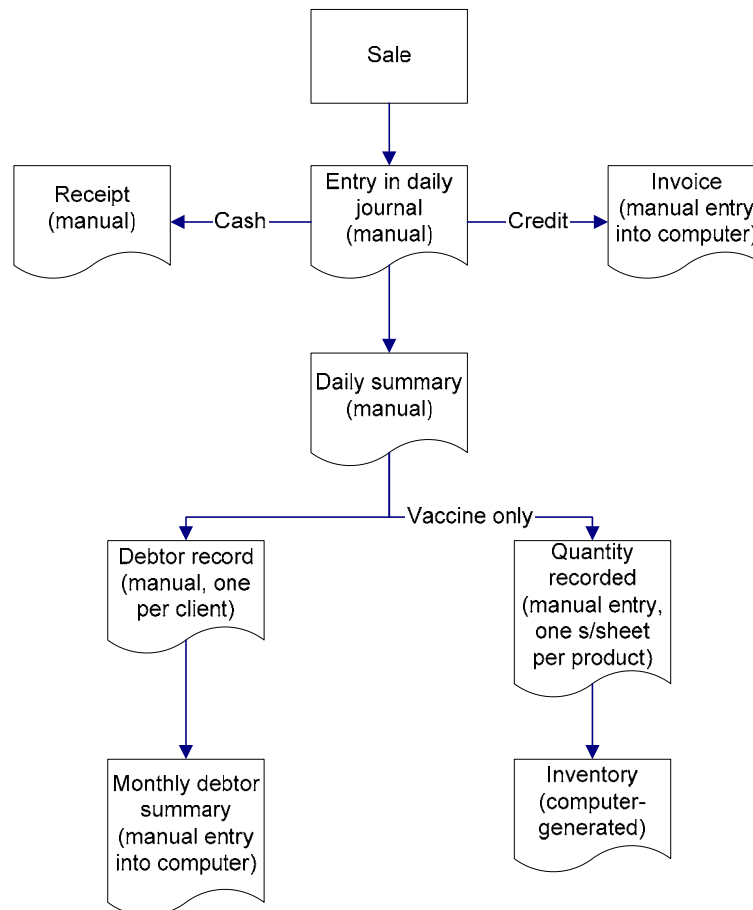 Sale
Receipt
(manual)
Cash
Entry in daily
journal
(manual)
Credit
Invoice
(manual entry
into computer)
Daily summary
(manual)
Vaccine only
Debtor record
(manual, one
per client)
Quantity
recorded
(manual entry,
one s/sheet
per product)
Monthly debtor
summary
(manual entry
into computer)
Inventory
(computer-
generated)